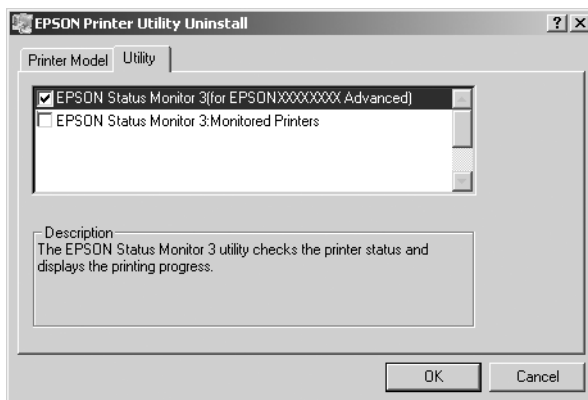 EPSON Printer Utility Uninstall
Printer Model Utility
EPSON Status Monitor 3(for EPSONXXXXXXXX Advanced)
EPSON Status Monitor 3:Monitored Printers
Description
The EPSON Status Monitor 3 utility checks the printer status and
displays the printing progress.
OK Cancel